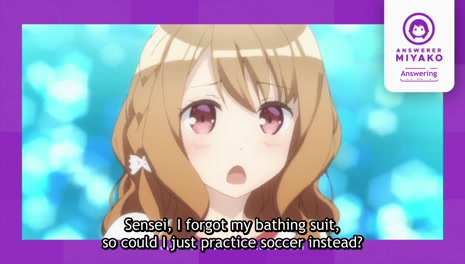 ANSWERER
MIYAKO
Answering
Sensei, I forgot my bathing suit,
so could I just practice soccer instead?